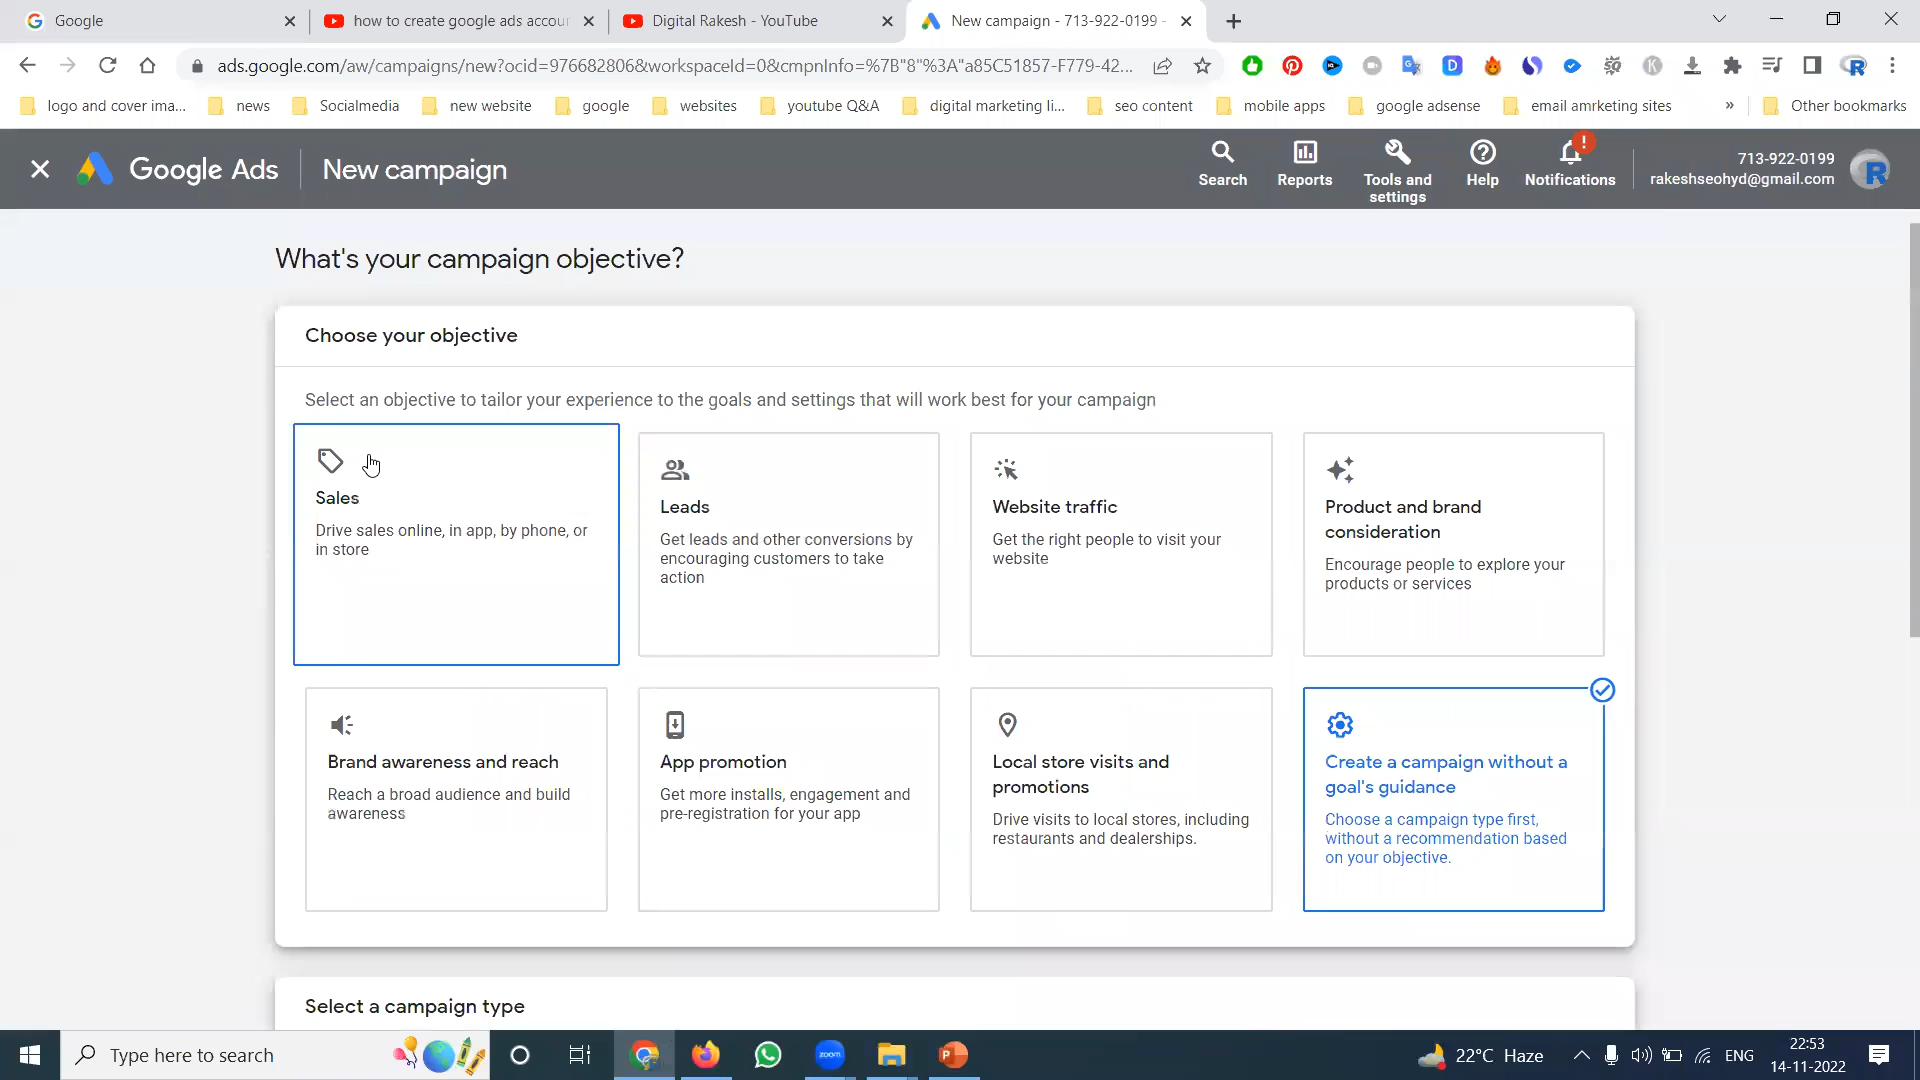 Google
how to create google ads accour
Digital Rakesh - YouTube
New campaign - 713-922-0199 -
ads.google.com/aw/campaigns/new?ocid=976682806&workspaceId=0&cmpnInfo=%7B"8"%3A"a85C51857-F779-42...
logo and cover ima...
news
Socialmedia
new website
google
websites
youtube Q&A
digital marketing li...
seo content
mobile apps
google adsense
email amrketing sites
»
Other bookmarks
Google Ads
New campaign
Search
Reports
Tools and
settings
Help
Notifications
713-922-0199
rakeshseohyd@gmail.com
What's your campaign objective?
Choose your objective
Select an objective to tailor your experience to the goals and settings that will work best for your campaign
Sales
Drive sales online, in app, by phone, or
in store
Leads
Get leads and other conversions by
encouraging customers to take
action
Website traffic
Get the right people to visit your
website
Product and brand
consideration
Encourage people to explore your
products or services
Brand awareness and reach
Reach a broad audience and build
awareness
App promotion
Get more installs, engagement and
pre-registration for your app
Local store visits and
promotions
Drive visits to local stores, including
restaurants and dealerships.
Create a campaign without a
goal's guidance
Choose a campaign type first,
without a recommendation based
on your objective.
Select a campaign type
Type here to search
zoom
22°C Haze
ENG
22:53
14-11-2022